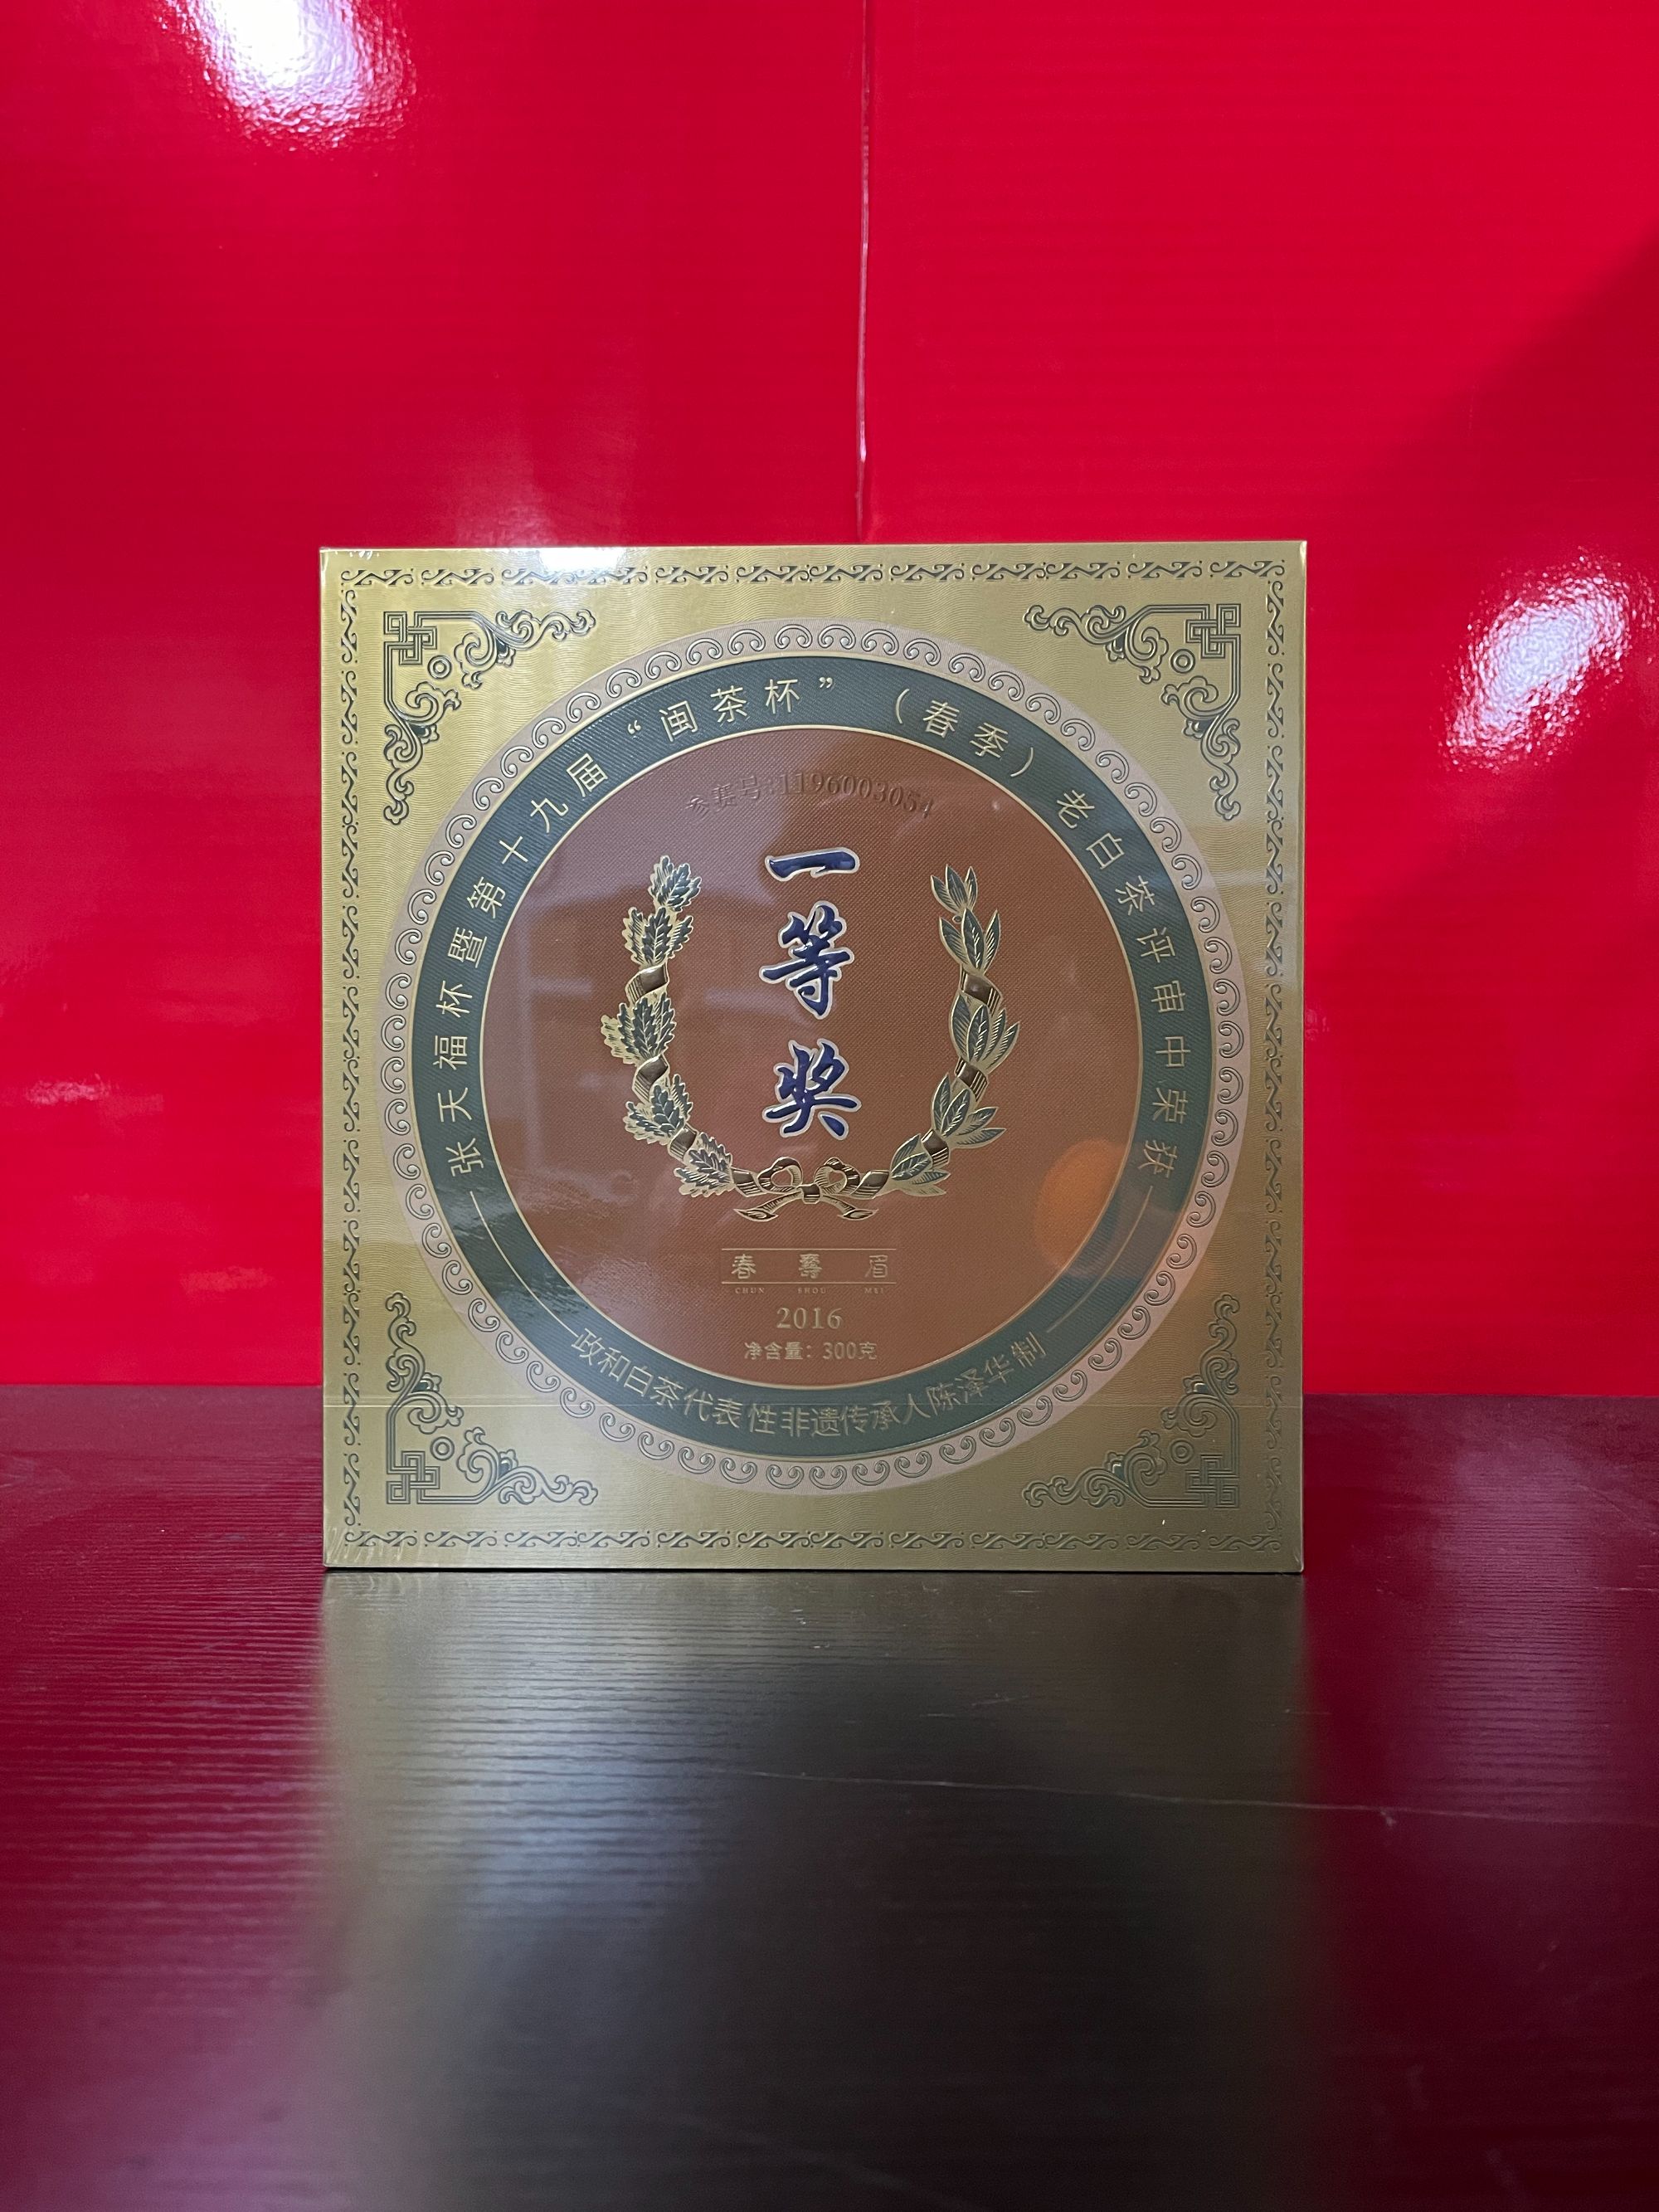 张天福杯暨第十九届“闽茶杯”（春季）老白茶评审中荣获
参赛号:1196003054
一
等
奖
春壽眉
CHUN SHOU MEI
2016
净含量：300克
政和白茶代表性非遗传承人陈泽华制